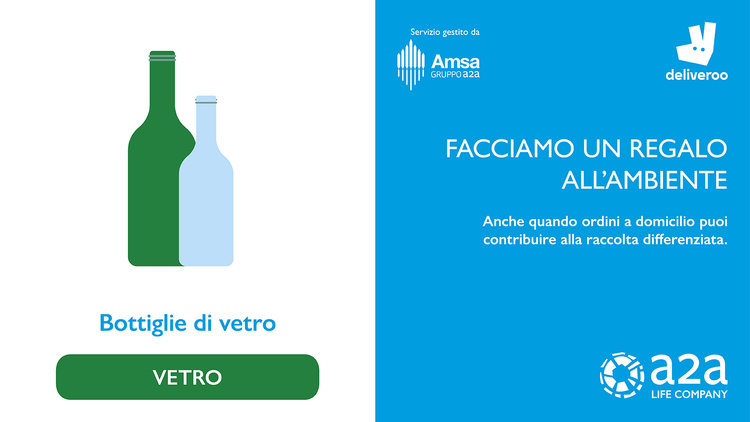 Bottiglie di vetro
VETRO
Servizio gestito da
Amsa
GRUPPO a2a
deliveroo
FACCIAMO UN REGALO
ALL'AMBIENTE
Anche quando ordini a domicilio puoi
contribuire alla raccolta differenziata.
a2a
LIFE COMPANY